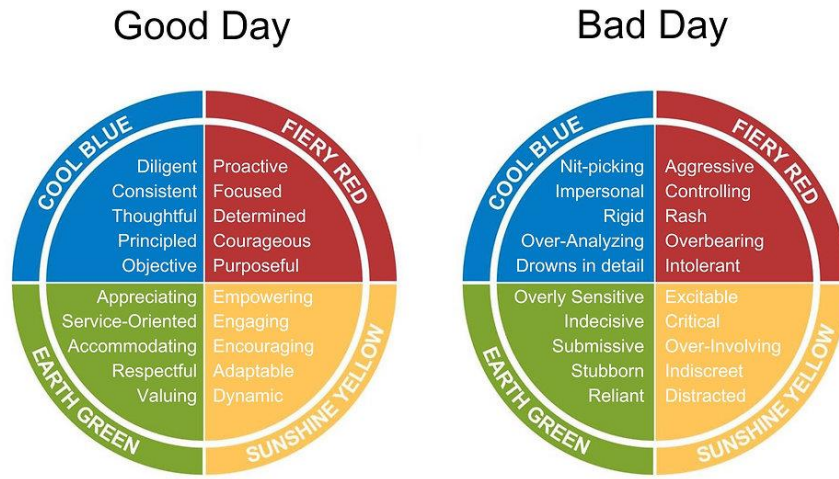 Good Day
COOL BLUE
Diligent
Consistent
Thoughtful
Principled
Objective
FIERY RED
Proactive
Focused
Determined
Courageous
Purposeful
EARTH GREEN
Appreciating
Service-Oriented
Accommodating
Respectful
Valuing
SUNSHINE YELLOW
Empowering
Engaging
Encouraging
Adaptable
Dynamic
Bad Day
COOL BLUE
Nit-picking
Impersonal
Rigid
Over-Analyzing
Drowns in detail
FIERY RED
Aggressive
Controlling
Rash
Overbearing
Intolerant
EARTH GREEN
Overly Sensitive
Indecisive
Submissive
Stubborn
Reliant
SUNSHINE YELLOW
Excitable
Critical
Over-Involving
Indiscreet
Distracted